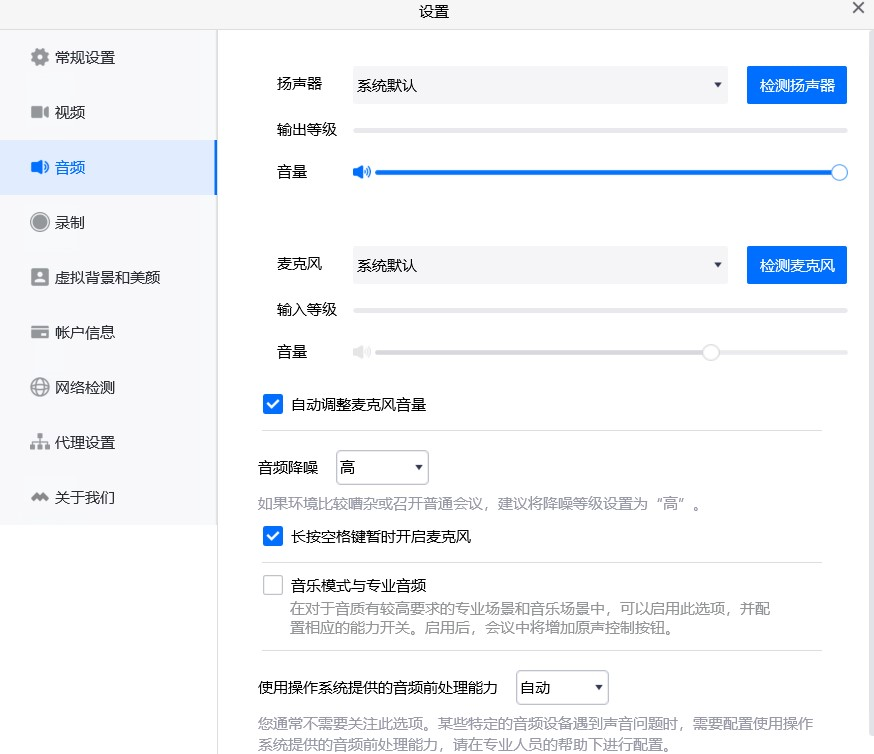 设置
常规设置
视频
音频
录制
虚拟背景和美颜
帐户信息
网络检测
代理设置
关于我们
扬声器 系统默认 检测扬声器
输出等级
音量
麦克风 系统默认 检测麦克风
输入等级
音量
自动调整麦克风音量
音频降噪 高
如果环境比较嘈杂或召开普通会议，建议将降噪等级设置为“高”。
长按空格键暂时开启麦克风
音乐模式与专业音频
在对于音质有较高要求的专业场景和音乐场景中，可以启用此选项，并配
置相应的能力开关。启用后，会议中将增加原声控制按钮。
使用操作系统提供的音频前处理能力 自动
您通常不需要关注此选项。某些特定的音频设备遇到声音问题时，需要配置使用操作
系统提供的音频前处理能力，请在专业人员的帮助下进行配置。